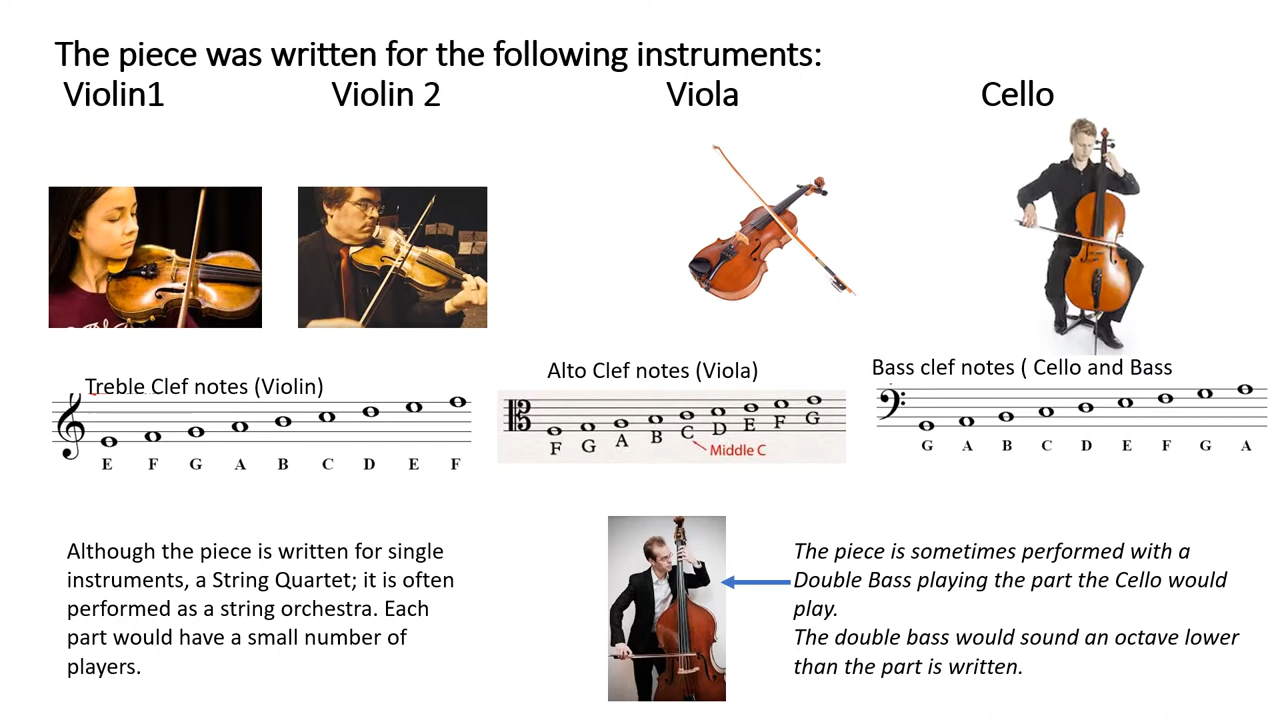 The piece was written for the following instruments:
Violin1 Violin 2 Viola Cello
Treble Clef notes (Violin)
E F G A B C D E F
Alto Clef notes (Viola)
F G A B C D E F G
Middle C
Bass clef notes ( Cello and Bass
G A B C D E F G A
Although the piece is written for single
instruments, a String Quartet; it is often
performed as a string orchestra. Each
part would have a small number of
players.
The piece is sometimes performed with a
Double Bass playing the part the Cello would
play.
The double bass would sound an octave lower
than the part is written.